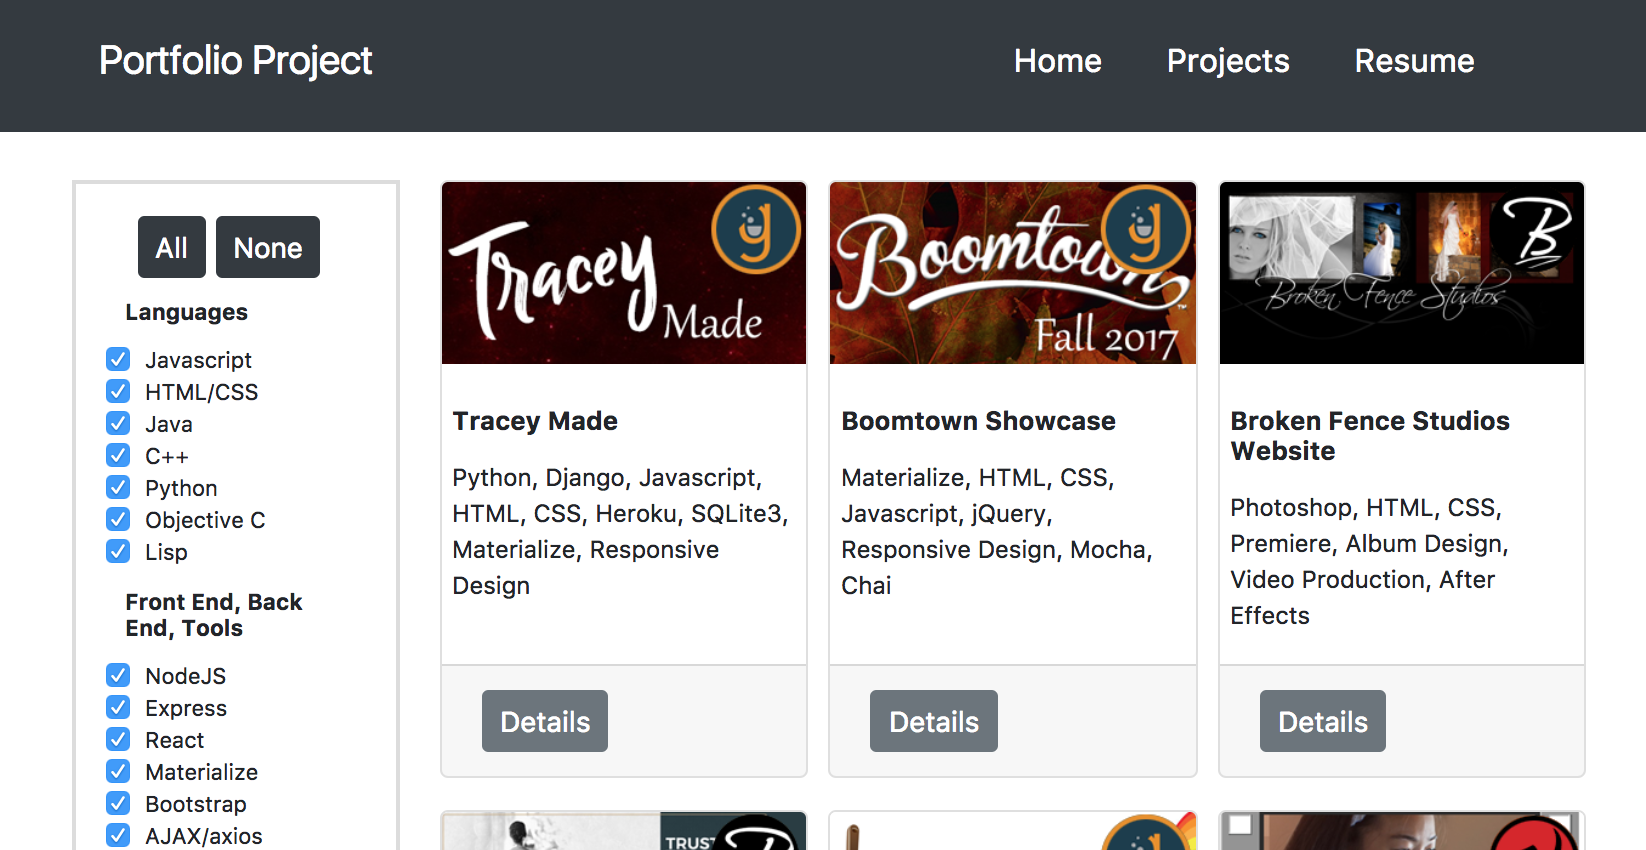 Portfolio Project
Home Projects Resume
All None
Languages
Javascript
HTML/CSS
Java
C++
Python
Objective C
Lisp
Front End, Back
End, Tools
NodeJS
Express
React
Materialize
Bootstrap
AJAX/axios
Tracey
Made
g
Tracey Made
Python, Django, Javascript,
HTML, CSS, Heroku, SQLite3,
Materialize, Responsive
Design
Details
Boomtown
™
Fall 2017
g
Boomtown Showcase
Materialize, HTML, CSS,
Javascript, jQuery,
Responsive Design, Mocha,
Chai
Details
B
Broken Fence Studios
Broken Fence Studios
Website
Photoshop, HTML, CSS,
Premiere, Album Design,
Video Production, After
Effects
Details